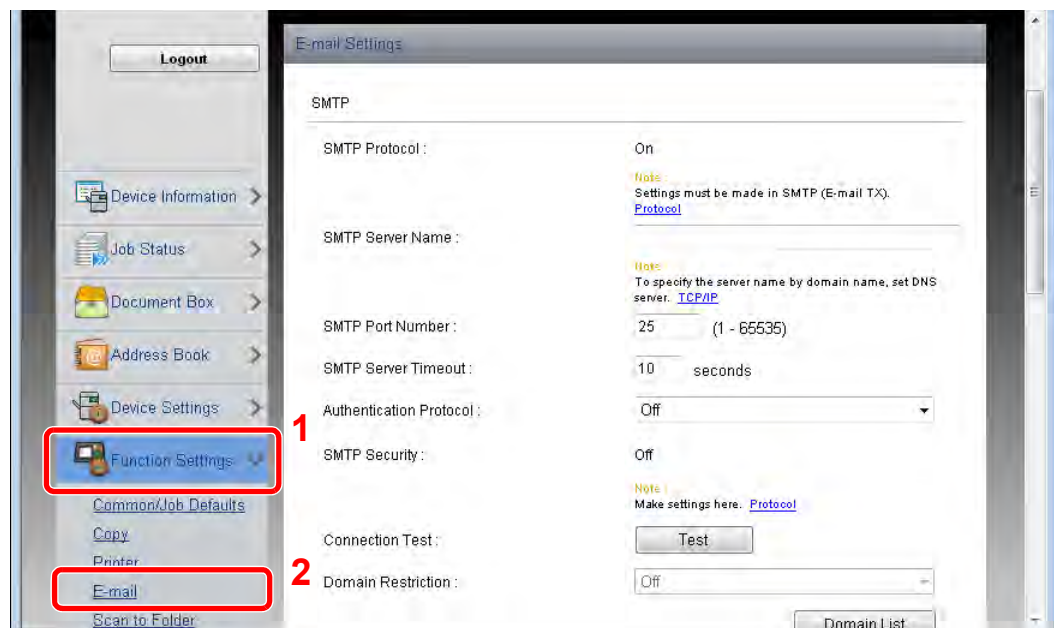 Logout
Device Information
Job Status
Document Box
Address Book
Device Settings
1
Function Settings
Common/Job Defaults
Copy
Printer
2
E-mail
Scan to Folder
E-mail Settings
SMTP
SMTP Protocol : On
Note :
Settings must be made in SMTP (E-mail TX).
Protocol
SMTP Server Name :
Note :
To specify the server name by domain name, set DNS
server. TCP/IP
SMTP Port Number : 25 (1 - 65535)
SMTP Server Timeout : 10 seconds
Authentication Protocol : Off
SMTP Security : Off
Note :
Make settings here. Protocol
Connection Test : Test
Domain Restriction : Off
Domain List